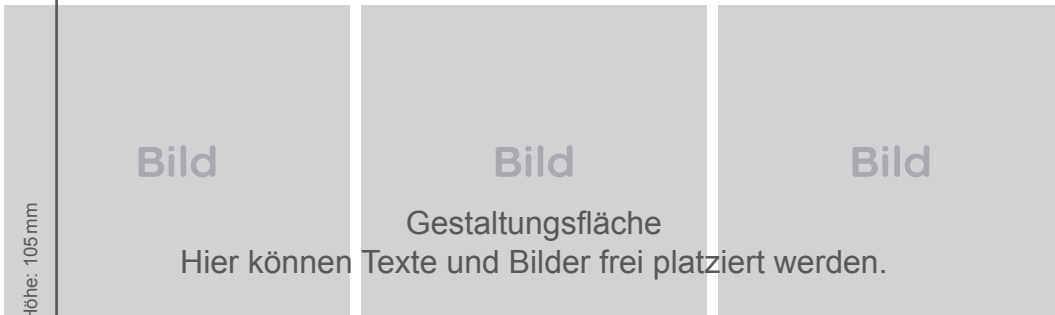 Bild Bild Bild
Gestaltungsfläche
Hier können Texte und Bilder frei platziert werden.
Höhe: 105 mm